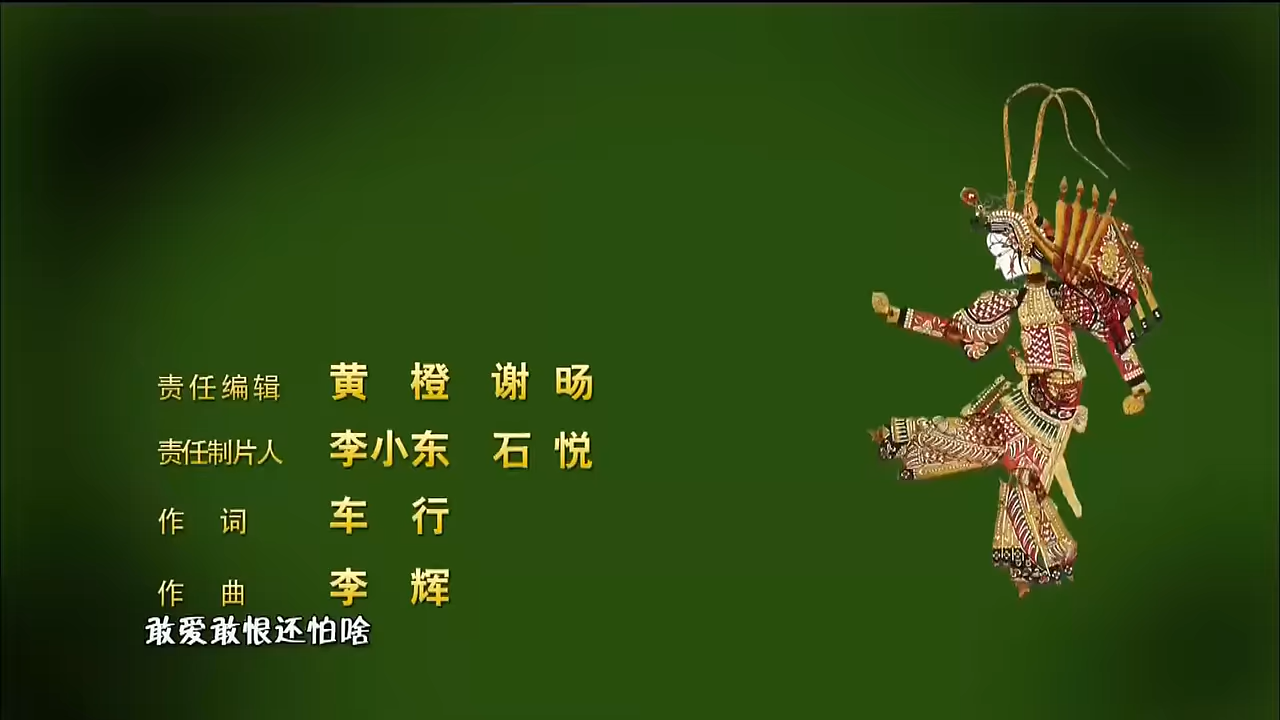 责任编辑 黄 橙 谢 旸
责任制片人 李小东 石 悦
作 词 车 行
作 曲 李 辉
敢爱敢恨还怕啥